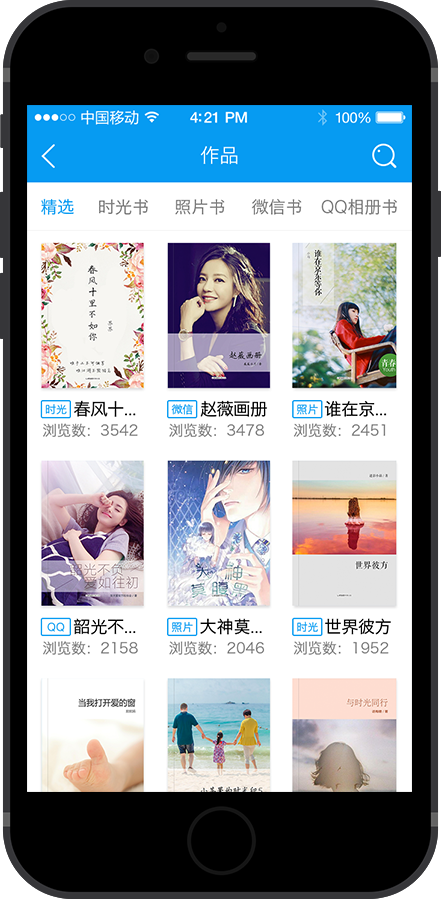 中国移动 4:21 PM 100%
作品
精选 时光书 照片书 微信书 QQ相册书
春风十里不如你
谁在京东等你
赵薇画册
青春
Youth
时光 春风十...
微信 赵薇画册
照片 谁在京...
浏览数：3542
浏览数：3478
浏览数：2451
韶光不负
爱如往初
大神
莫腹黑
世界彼方
QQ 韶光不...
照片 大神莫...
时光 世界彼方
浏览数：2158
浏览数：2046
浏览数：1952
当我打开爱的窗
与时光同行